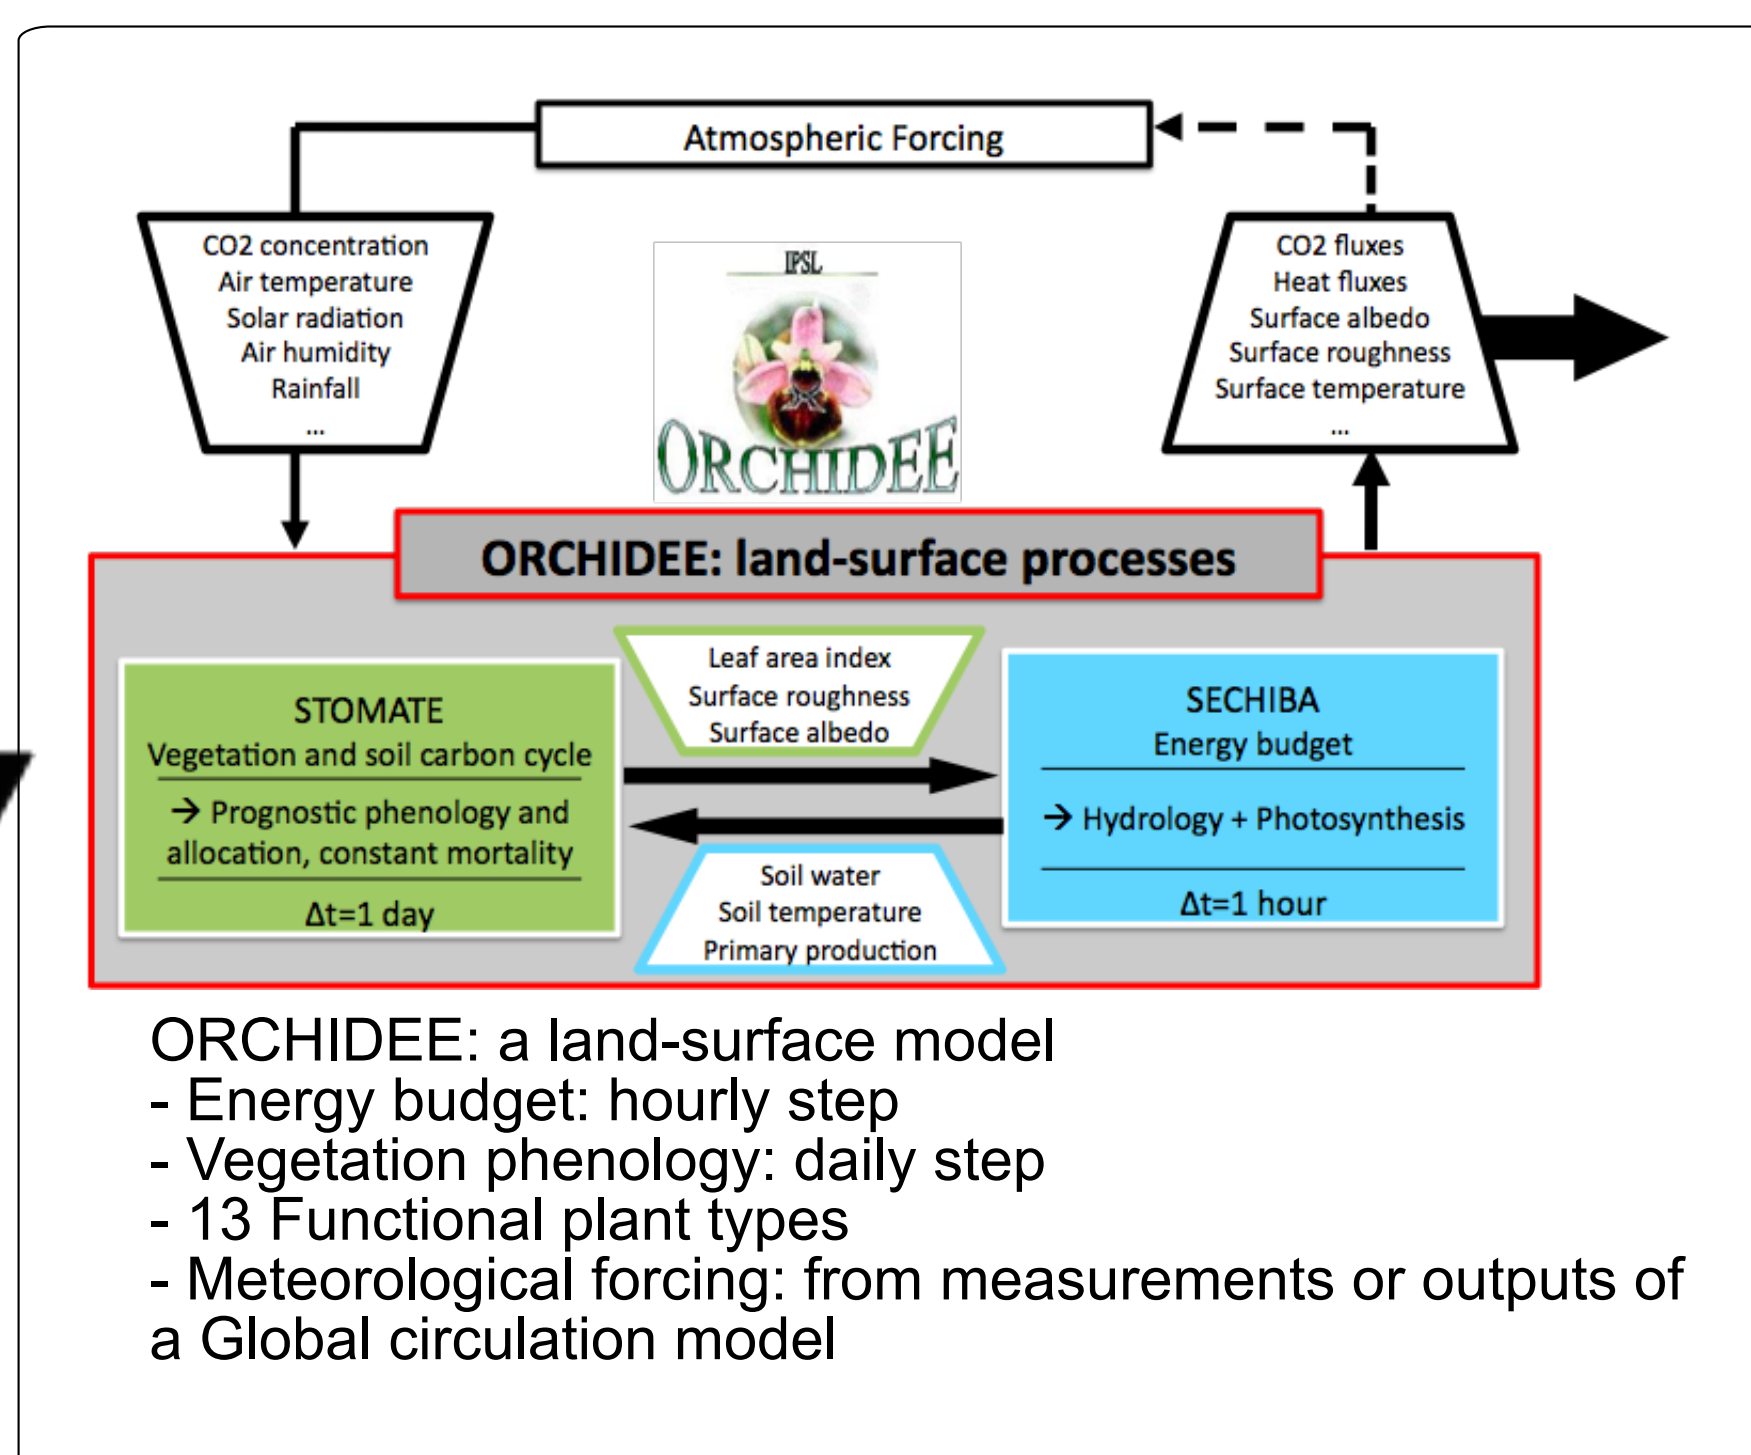 Atmospheric Forcing
CO2 concentration
Air temperature
Solar radiation
Air humidity
Rainfall
...
IPSL
ORCHIDEE
CO2 fluxes
Heat fluxes
Surface albedo
Surface roughness
Surface temperature
...
ORCHIDEE: land-surface processes
STOMATE
Vegetation and soil carbon cycle
→ Prognostic phenology and
allocation, constant mortality
Δt=1 day
Leaf area index
Surface roughness
Surface albedo
Soil water
Soil temperature
Primary production
SECHIBA
Energy budget
→ Hydrology + Photosynthesis
Δt=1 hour
ORCHIDEE: a land-surface model
- Energy budget: hourly step
- Vegetation phenology: daily step
- 13 Functional plant types
- Meteorological forcing: from measurements or outputs of
a Global circulation model